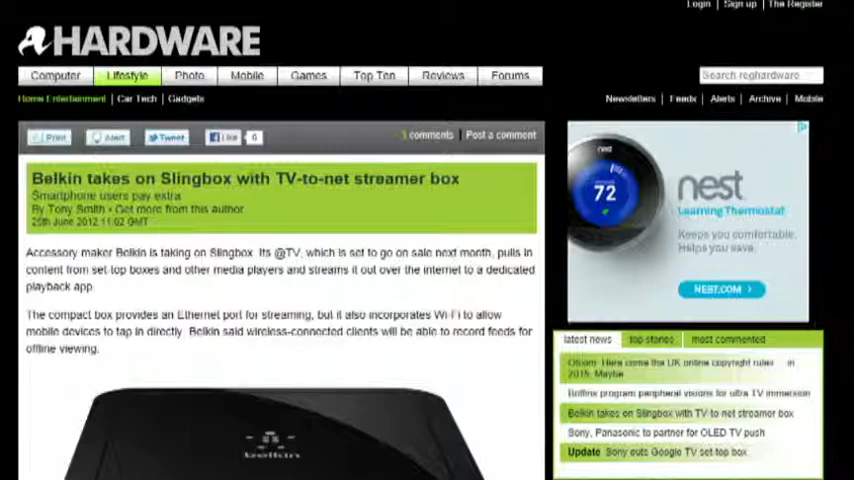 Login | Sign up | The Register
HARDWARE
Computer Lifestyle Photo Mobile Games Top Ten Reviews Forums
Search reghardware
Home Entertainment | Car Tech | Gadgets
Newsletters | Feeds | Alerts | Archive | Mobile
Print Alert Tweet Like 0
3 comments | Post a comment
Belkin takes on Slingbox with TV-to-net streamer box
Smartphone users pay extra
By Tony Smith • Get more from this author
25th June 2012 11:02 GMT
Accessory maker Belkin is taking on Slingbox. Its @TV, which is set to go on sale next month, pulls in
content from set-top boxes and other media players and streams it out over the internet to a dedicated
playback app.
The compact box provides an Ethernet port for streaming, but it also incorporates Wi-Fi to allow
mobile devices to tap in directly. Belkin said wireless-connected clients will be able to record feeds for
offline viewing.
belkin
nest
72
nest
Learning Thermostat
Keeps you comfortable.
Helps you save.
NEST.COM
latest news top stories most commented
Ofcom: Here come the UK online copyright rules in
2015. Maybe
Boffins program peripheral visions for ultra TV immersion
Belkin takes on Slingbox with TV-to-net streamer box
Sony, Panasonic to partner for OLED TV push
Update Sony outs Google TV set-top box